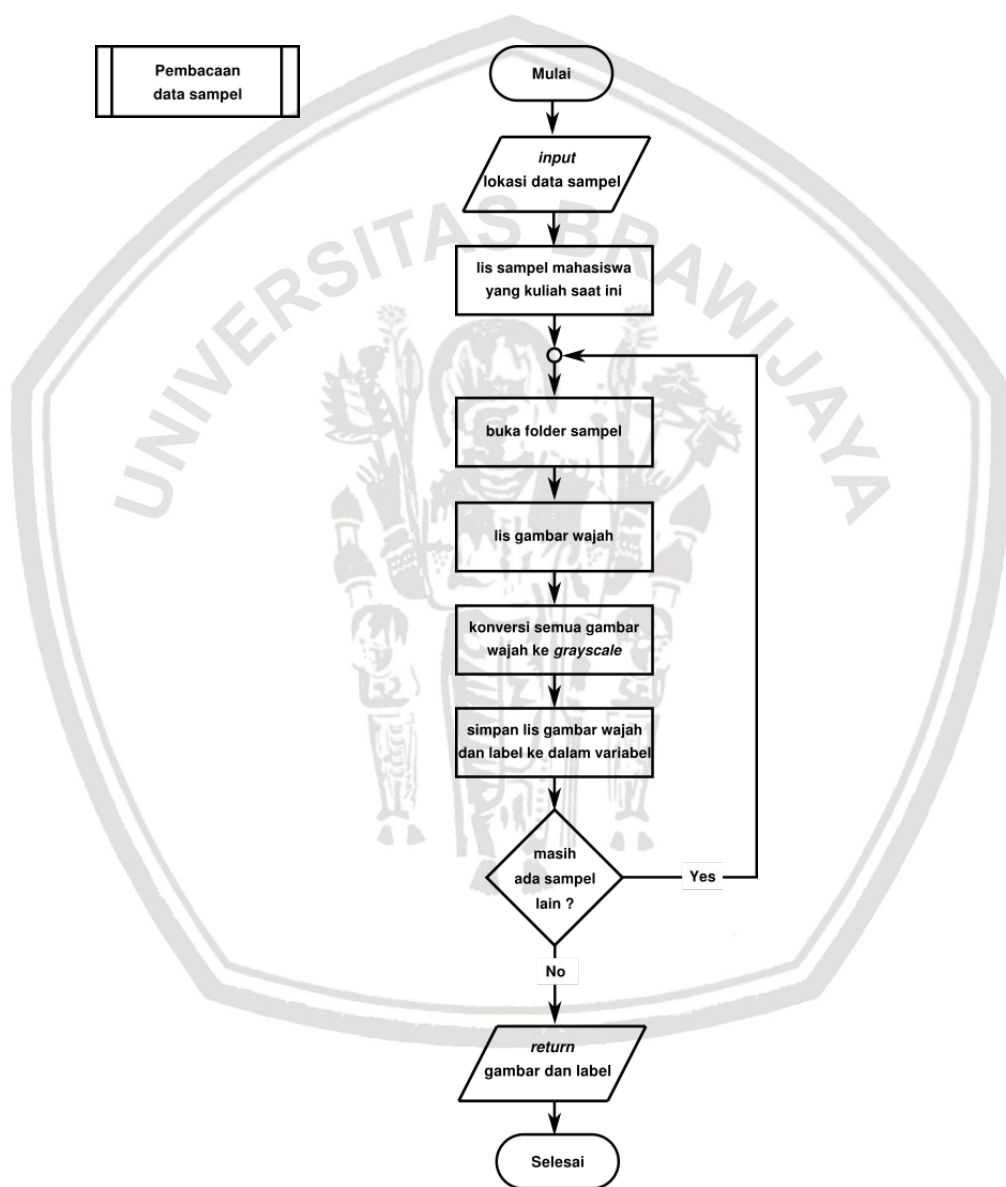 Pembacaan
data sampel
Mulai
input
lokasi data sampel
lis sampel mahasiswa
yang kuliah saat ini
buka folder sampel
lis gambar wajah
konversi semua gambar
wajah ke grayscale
simpan lis gambar wajah
dan label ke dalam variabel
masih
ada sampel
lain ?
Yes
No
return
gambar dan label
Selesai
UNIVERSITAS BRAWIJAYA